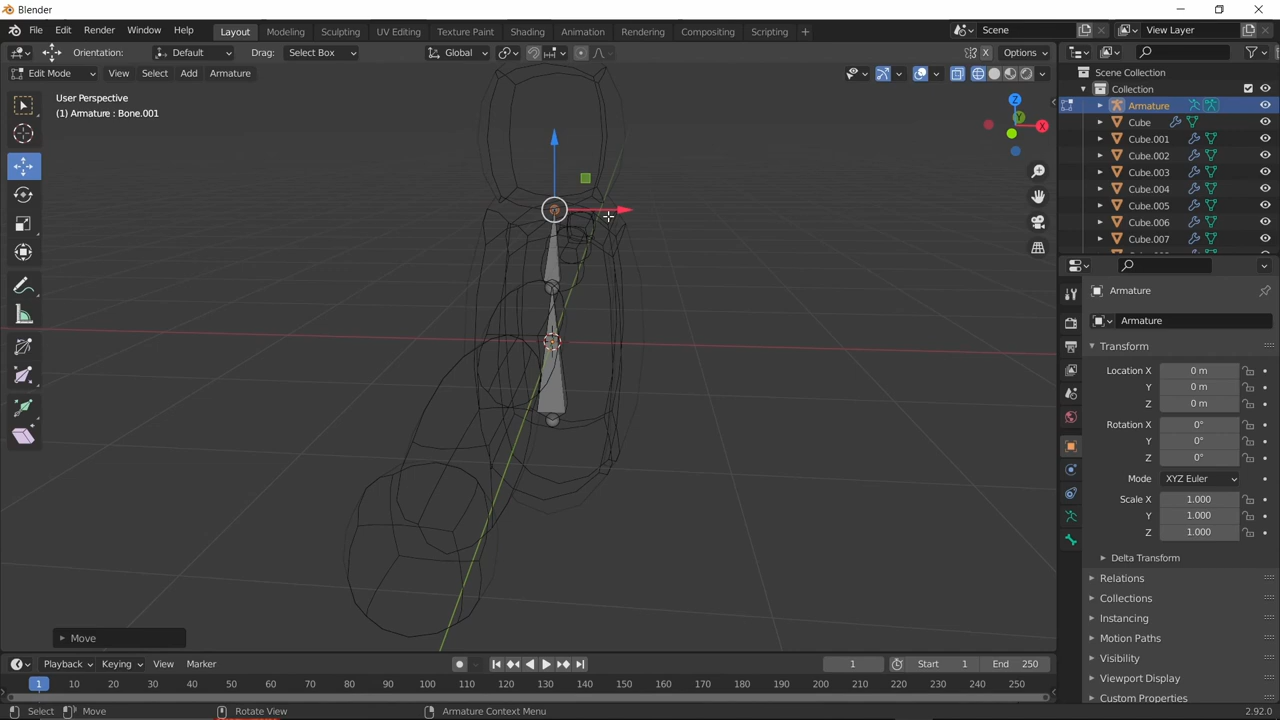 Blender
File Edit Render Window Help Layout Modeling Sculpting UV Editing Texture Paint Shading Animation Rendering Compositing Scripting + Scene View Layer
Orientation: Default Drag: Select Box Global Options
Edit Mode View Select Add Armature
User Perspective
(1) Armature : Bone.001
Z
Y
X
Move
Scene Collection
Collection
Armature
Cube
Cube.001
Cube.002
Cube.003
Cube.004
Cube.005
Cube.006
Cube.007
Armature
Armature
Transform
Location X 0 m
Y 0 m
Z 0 m
Rotation X 0°
Y 0°
Z 0°
Mode XYZ Euler
Scale X 1.000
Y 1.000
Z 1.000
Delta Transform
Relations
Collections
Instancing
Motion Paths
Visibility
Viewport Display
Custom Properties
Playback Keying View Marker 1 Start 1 End 250
1 10 20 30 40 50 60 70 80 90 100 110 120 130 140 150 160 170 180 190 200 210 220 230 240 250
Select Move Rotate View Armature Context Menu 2.92.0